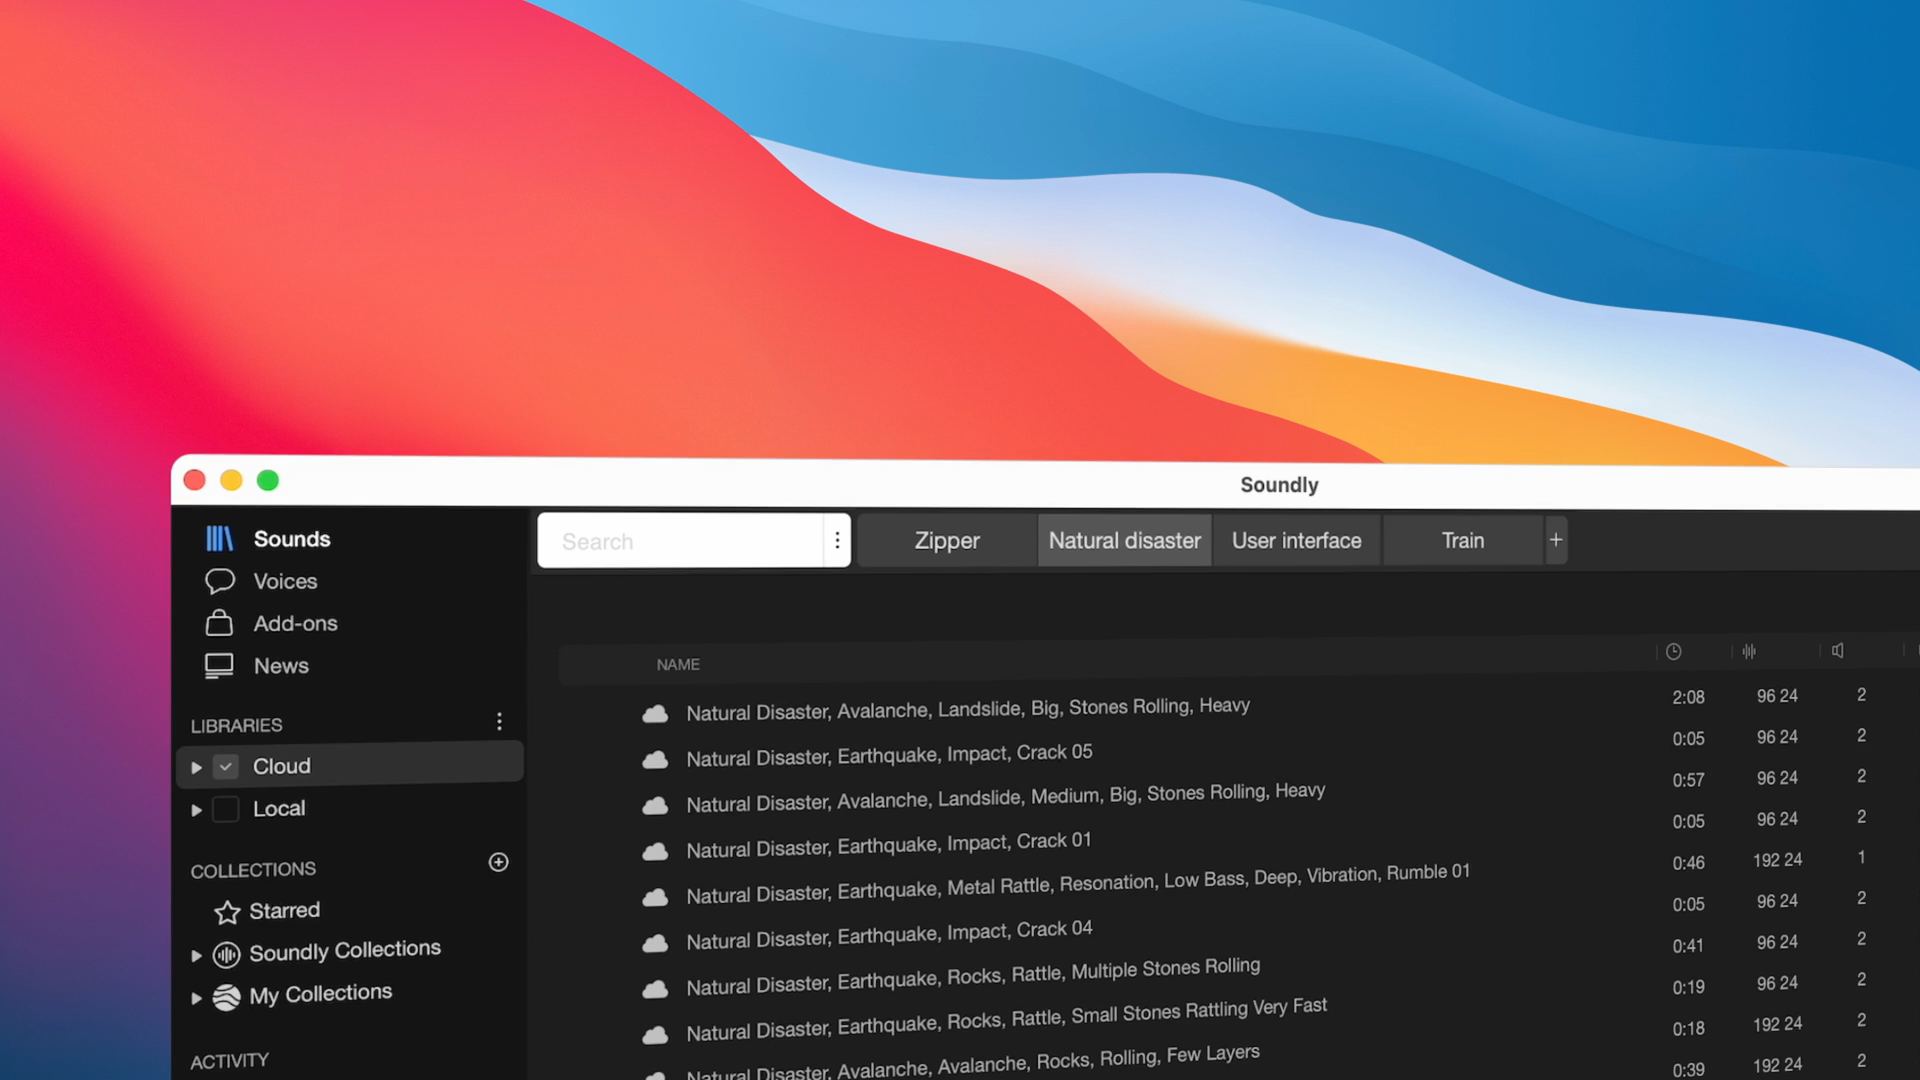 Soundly
Sounds
Voices
Add-ons
News
LIBRARIES
Cloud
Local
COLLECTIONS
Starred
Soundly Collections
My Collections
ACTIVITY
Search
Zipper
Natural disaster
User interface
Train
+
NAME
Natural Disaster, Avalanche, Landslide, Big, Stones Rolling, Heavy 2:08 96 24 2
Natural Disaster, Earthquake, Impact, Crack 05 0:05 96 24 2
Natural Disaster, Avalanche, Landslide, Medium, Big, Stones Rolling, Heavy 0:57 96 24 2
Natural Disaster, Earthquake, Impact, Crack 01 0:05 96 24 2
Natural Disaster, Earthquake, Metal Rattle, Resonation, Low Bass, Deep, Vibration, Rumble 01 0:46 192 24 1
Natural Disaster, Earthquake, Impact, Crack 04 0:05 96 24 2
Natural Disaster, Earthquake, Rocks, Rattle, Multiple Stones Rolling 0:41 96 24 2
Natural Disaster, Earthquake, Rocks, Rattle, Small Stones Rattling Very Fast 0:19 96 24 2
Natural Disaster, Avalanche, Avalanche, Rocks, Rolling, Few Layers 0:18 192 24 2
0:39 192 24 2